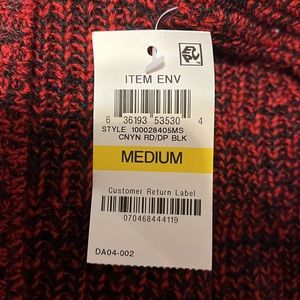 ITEM ENV
6 36193 53530 4
STYLE 100028405MS
CNYN RD/DP BLK
MEDIUM
Customer Return Label
070468444119
DA04-002